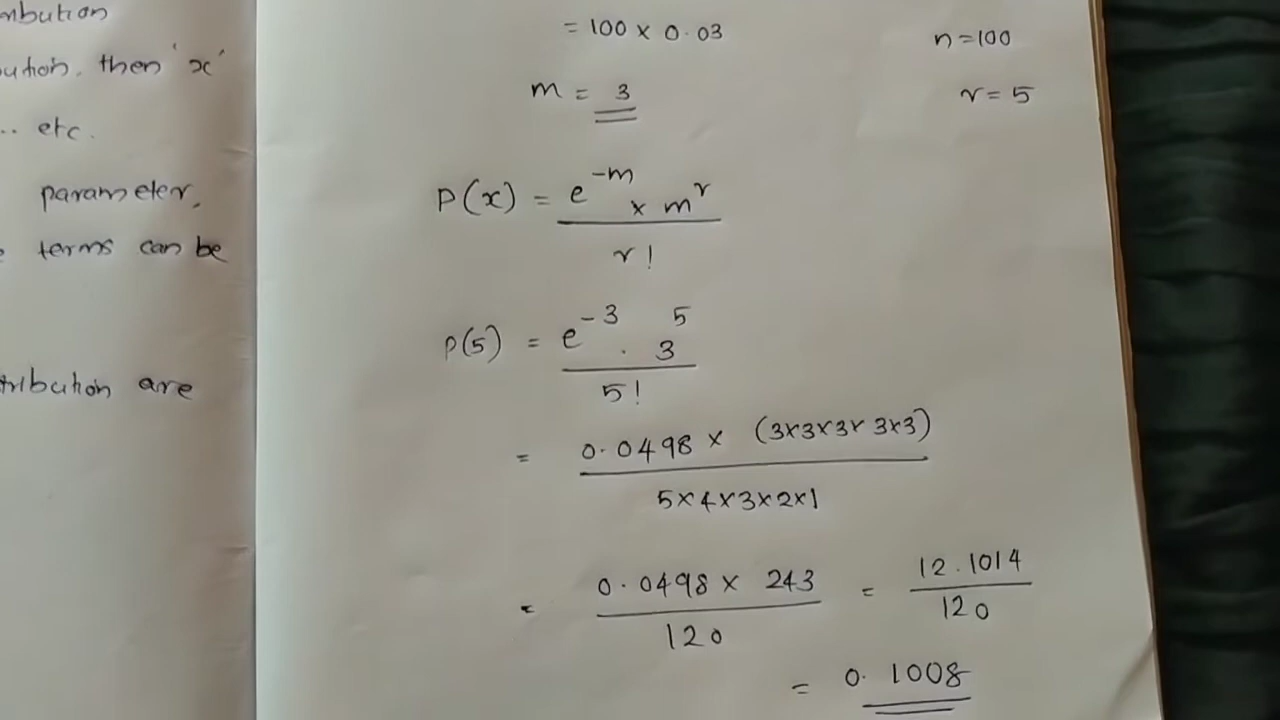 mbution
ution, then 'x'
.. etc.
parameter.
terms can be
tribution are
= 100 x 0.03
n=100
m = 3
r = 5
P(x) = e^-m x m^r
r!
P(5) = e^-3 . 3^5
5!
= 0.0498 x (3x3x3x3x3)
5x4x3x2x1
= 0.0498 x 243 = 12.1014
120 120
= 0.1008